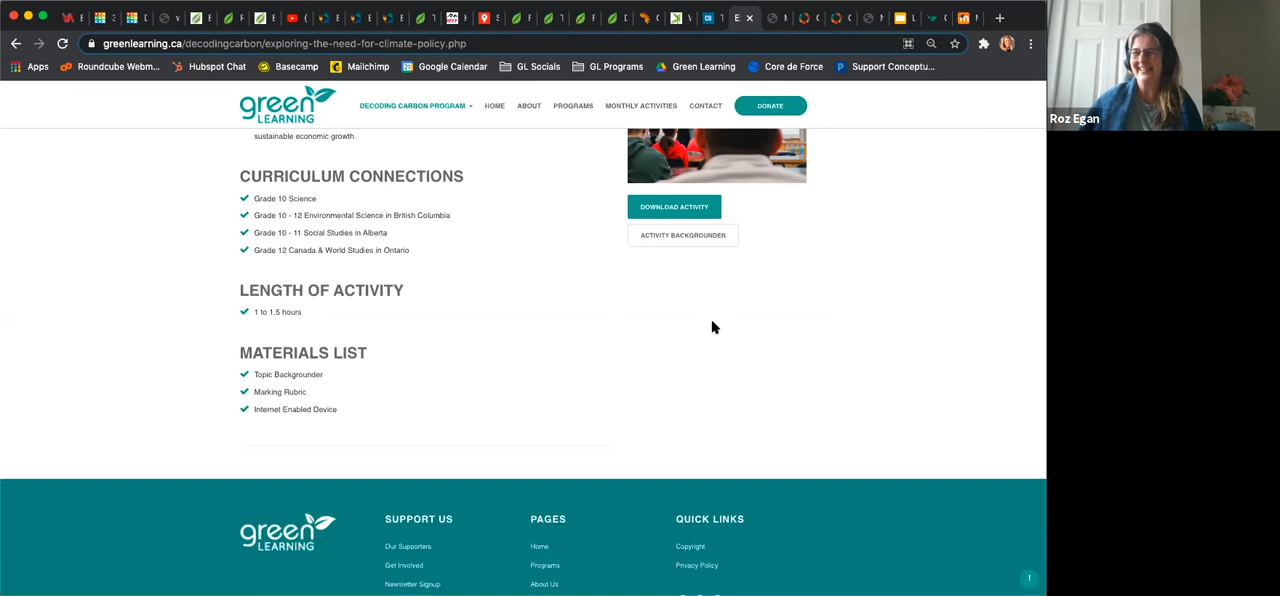 greenlearning.ca/decodingcarbon/exploring-the-need-for-climate-policy.php
Apps Roundcube Webm... Hubspot Chat Basecamp Mailchimp Google Calendar GL Socials GL Programs Green Learning Core de Force Support Conceptu...
Roz Egan
green LEARNING
DECODING CARBON PROGRAM HOME ABOUT PROGRAMS MONTHLY ACTIVITIES CONTACT DONATE
sustainable economic growth.
CURRICULUM CONNECTIONS
Grade 10 Science
Grade 10 - 12 Environmental Science in British Columbia
Grade 10 - 11 Social Studies in Alberta
Grade 12 Canada & World Studies in Ontario
DOWNLOAD ACTIVITY
ACTIVITY BACKGROUNDER
LENGTH OF ACTIVITY
1 to 1.5 hours
MATERIALS LIST
Topic Backgrounder
Marking Rubric
Internet Enabled Device
green LEARNING
SUPPORT US
Our Supporters
Get Involved
Newsletter Signup
PAGES
Home
Programs
About Us
QUICK LINKS
Copyright
Privacy Policy